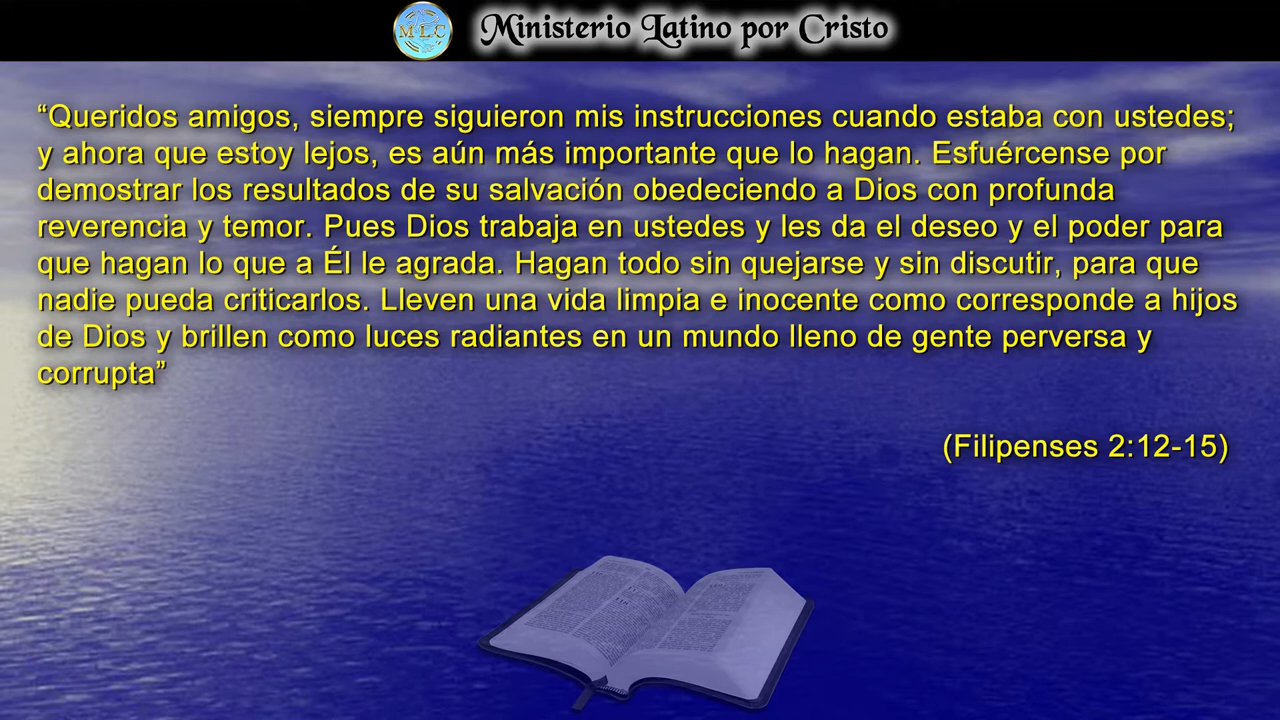 MLC
Ministerio Latino por Cristo
“Queridos amigos, siempre siguieron mis instrucciones cuando estaba con ustedes;
y ahora que estoy lejos, es aún más importante que lo hagan. Esfuércense por
demostrar los resultados de su salvación obedeciendo a Dios con profunda
reverencia y temor. Pues Dios trabaja en ustedes y les da el deseo y el poder para
que hagan lo que a Él le agrada. Hagan todo sin quejarse y sin discutir, para que
nadie pueda criticarlos. Lleven una vida limpia e inocente como corresponde a hijos
de Dios y brillen como luces radiantes en un mundo lleno de gente perversa y
corrupta”
(Filipenses 2:12-15)